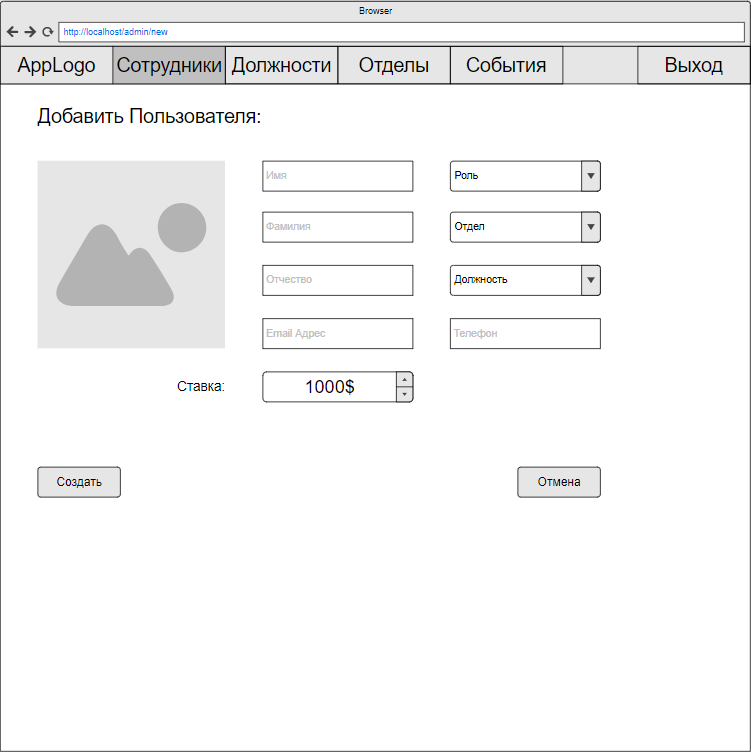 Browser
http://localhost/admin/new
AppLogo Сотрудники Должности Отделы События Выход
Добавить Пользователя:
Имя Роль
Фамилия Отдел
Отчество Должность
Email Адрес Телефон
Ставка: 1000$
Создать Отмена